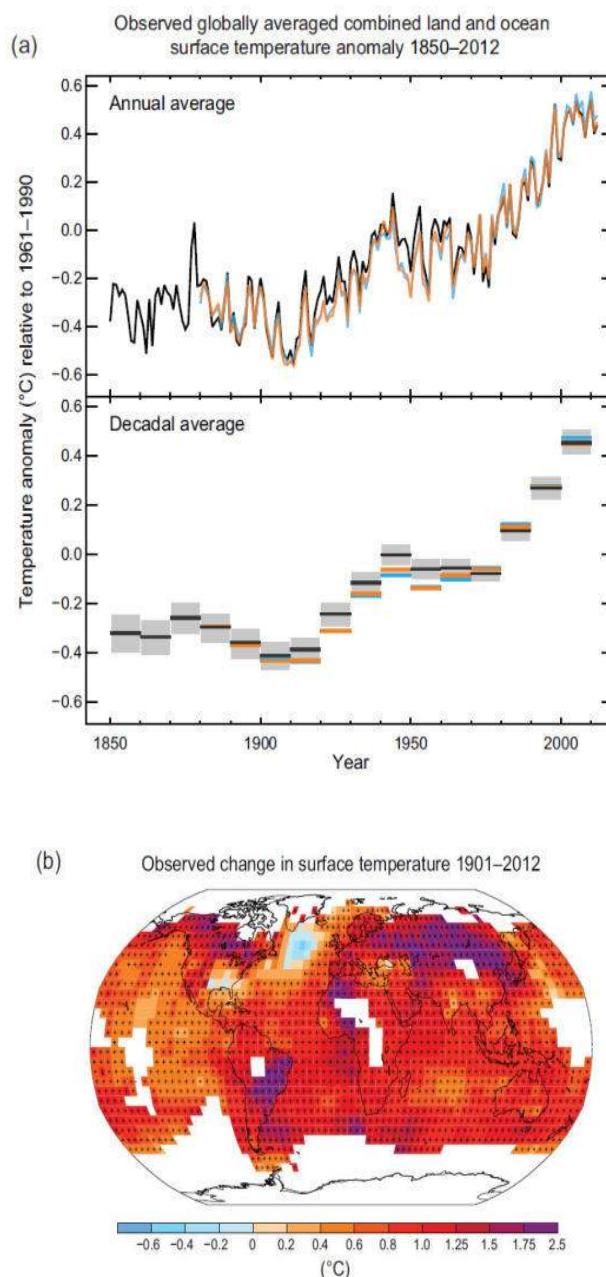 Observed globally averaged combined land and ocean
surface temperature anomaly 1850–2012
(a)
0.6
Annual average
0.4
0.2
0.0
−0.2
−0.4
−0.6
Temperature anomaly (°C) relative to 1961–1990
0.6
Decadal average
0.4
0.2
0.0
−0.2
−0.4
−0.6
1850
1900
1950
2000
Year
(b)
Observed change in surface temperature 1901–2012
−0.6 −0.4 −0.2 0 0.2 0.4 0.6 0.8 1.0 1.25 1.5 1.75 2.5
(°C)